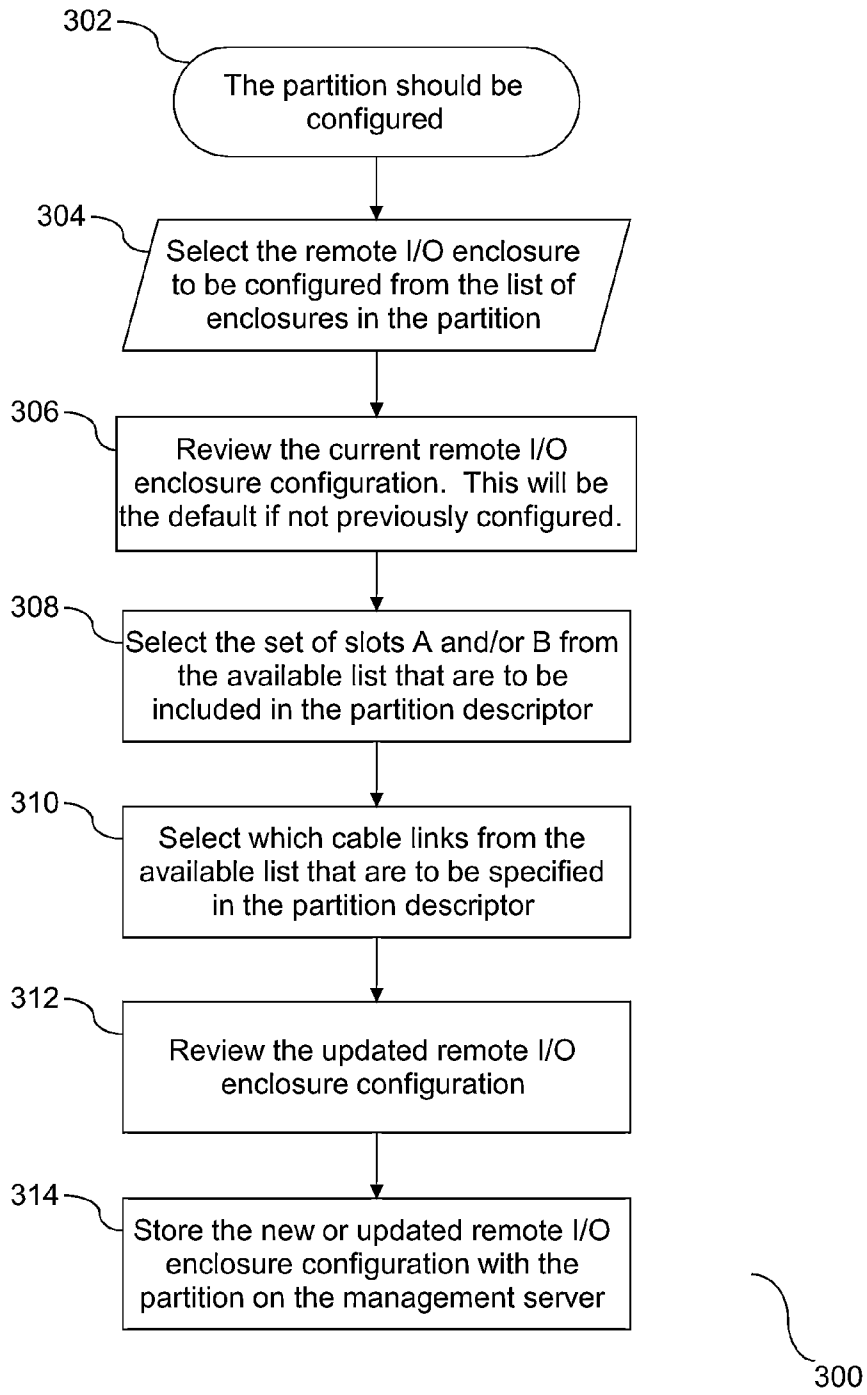 302
The partition should be
configured
304
Select the remote I/O enclosure
to be configured from the list of
enclosures in the partition
306
Review the current remote I/O
enclosure configuration.  This will be
the default if not previously configured.
308
Select the set of slots A and/or B from
the available list that are to be
included in the partition descriptor
310
Select which cable links from the
available list that are to be specified
in the partition descriptor
312
Review the updated remote I/O
enclosure configuration
314
Store the new or updated remote I/O
enclosure configuration with the
partition on the management server
300